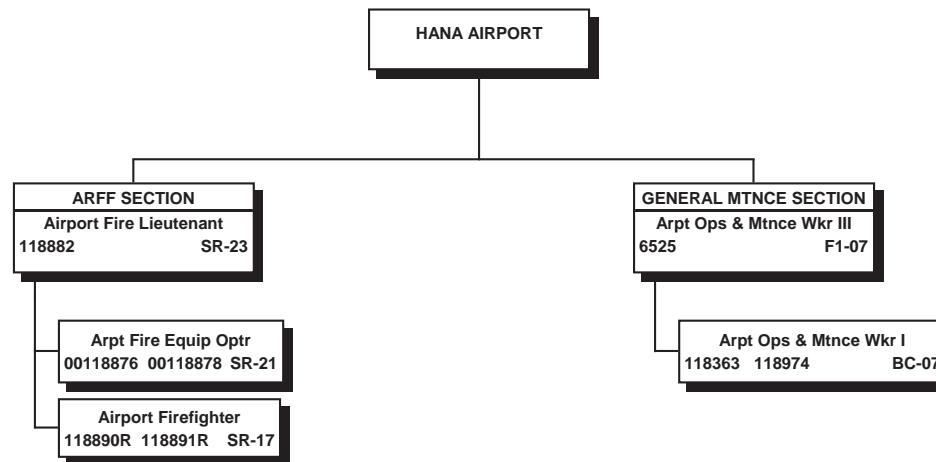 HANA AIRPORT
ARFF SECTION
Airport Fire Lieutenant
118882 SR-23
Arpt Fire Equip Optr
00118876 00118878 SR-21
Airport Firefighter
118890R 118891R SR-17
GENERAL MTNCE SECTION
Arpt Ops & Mtnce Wkr III
6525 F1-07
Arpt Ops & Mtnce Wkr I
118363 118974 BC-07